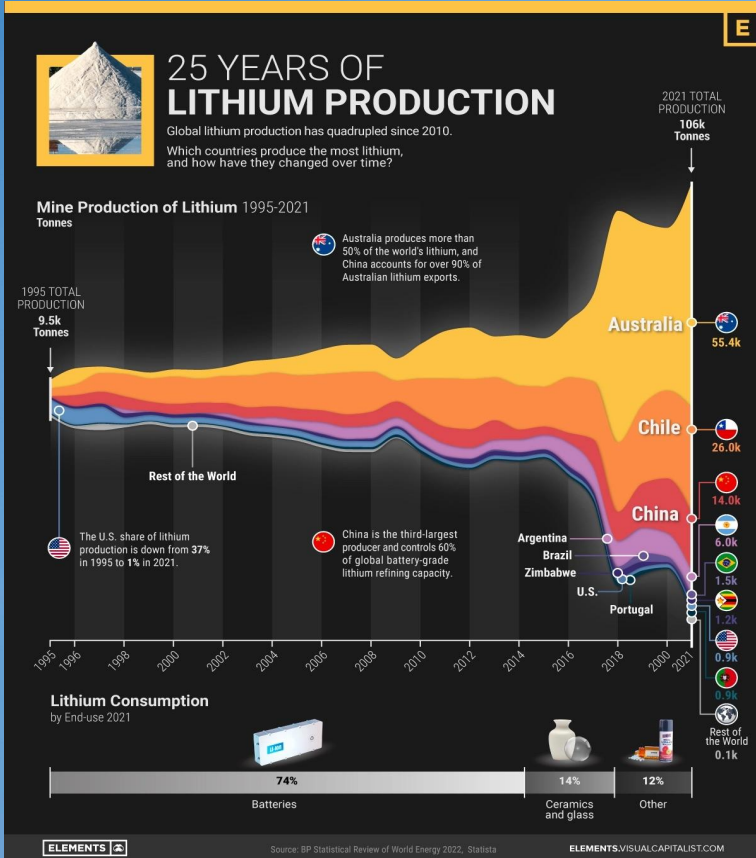 E
25 YEARS OF
LITHIUM PRODUCTION
Global lithium production has quadrupled since 2010.
Which countries produce the most lithium,
and how have they changed over time?
2021 TOTAL
PRODUCTION
106k
Tonnes
Mine Production of Lithium 1995-2021
Tonnes
Australia produces more than
50% of the world's lithium, and
China accounts for over 90% of
Australian lithium exports.
1995 TOTAL
PRODUCTION
9.5k
Tonnes
Australia
55.4k
Chile
26.0k
China
14.0k
Rest of the World
The U.S. share of lithium
production is down from 37%
in 1995 to 1% in 2021.
China is the third-largest
producer and controls 60%
of global battery-grade
lithium refining capacity.
Argentina
Brazil
Zimbabwe
U.S.
Portugal
6.0k
1.5k
1.2k
0.9k
0.9k
Rest of
the World
0.1k
1995
1996
1998
2000
2002
2004
2006
2008
2010
2012
2014
2016
2018
2000
2021
Lithium Consumption
by End-use 2021
74%
14%
12%
Batteries
Ceramics
and glass
Other
ELEMENTS
Source: BP Statistical Review of World Energy 2022, Statista
ELEMENTS.VISUALCAPITALIST.COM